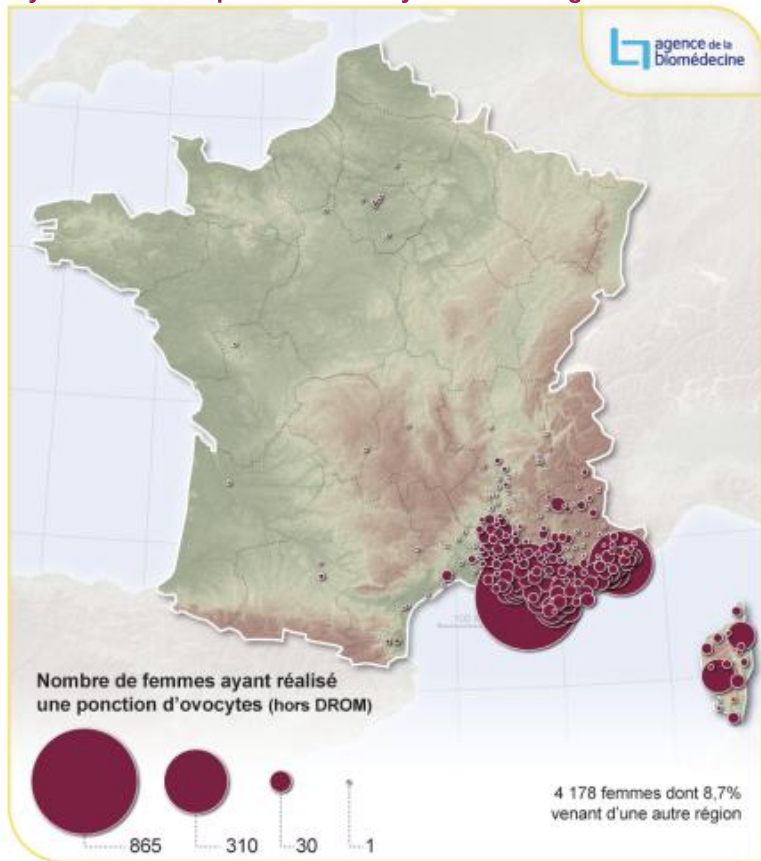 agence de la
biomédecine
Nombre de femmes ayant réalisé
une ponction d'ovocytes (hors DROM)
865
310
30
1
4 178 femmes dont 8,7%
venant d'une autre région